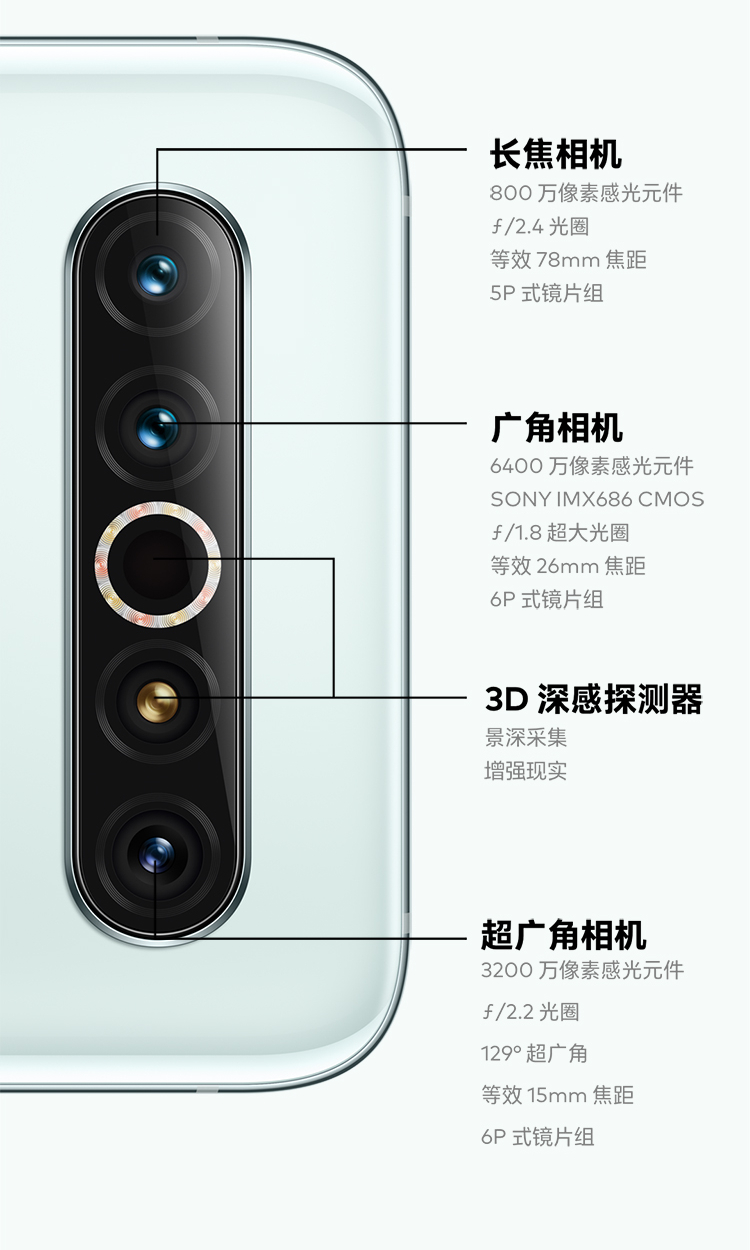 长焦相机
800 万像素感光元件
ƒ/2.4 光圈
等效 78mm 焦距
5P 式镜片组
广角相机
6400 万像素感光元件
SONY IMX686 CMOS
ƒ/1.8 超大光圈
等效 26mm 焦距
6P 式镜片组
3D 深感探测器
景深采集
增强现实
超广角相机
3200 万像素感光元件
ƒ/2.2 光圈
129° 超广角
等效 15mm 焦距
6P 式镜片组